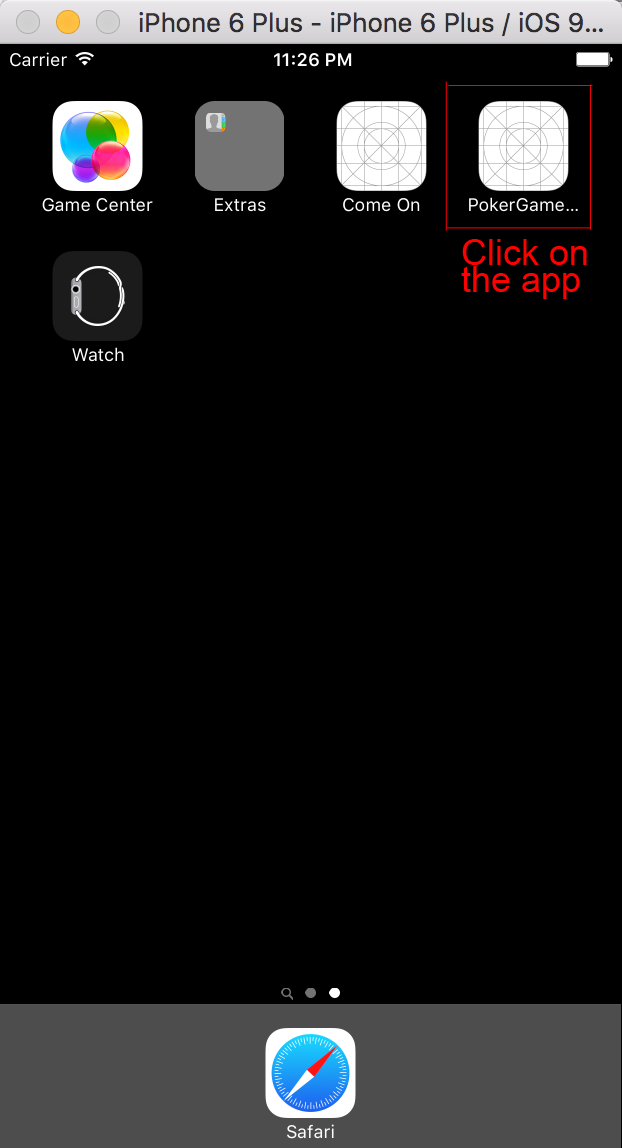 iPhone 6 Plus - iPhone 6 Plus / iOS 9...
Carrier 11:26 PM
Game Center Extras Come On PokerGame...
Click on
the app
Watch
Safari